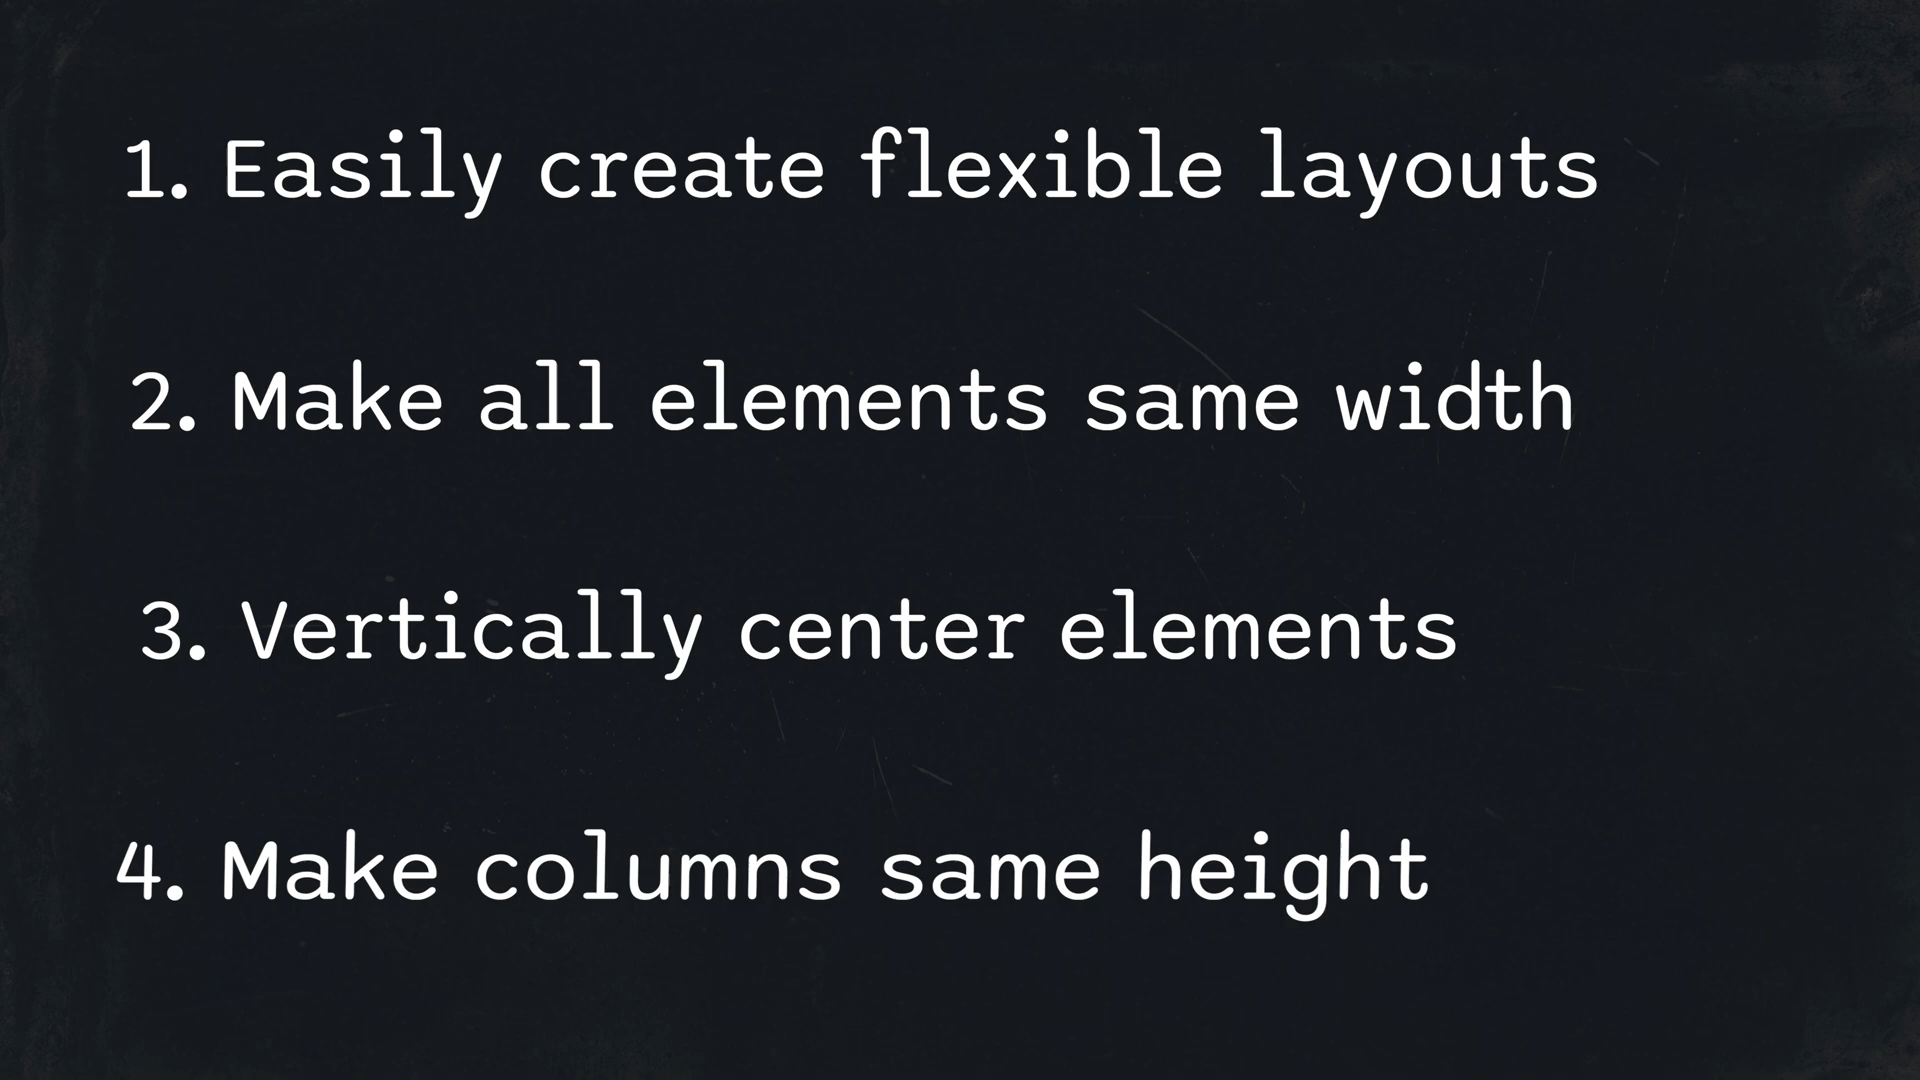 1. Easily create flexible layouts
2. Make all elements same width
3. Vertically center elements
4. Make columns same height